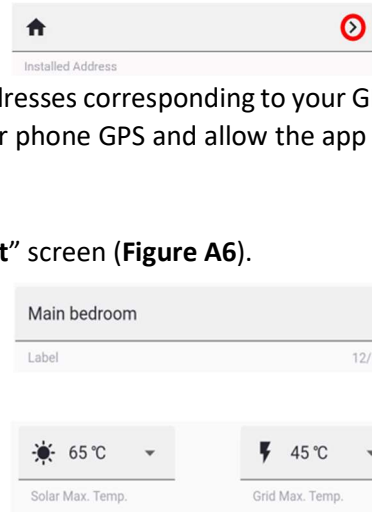 Installed Address
dresses corresponding to your G
r phone GPS and allow the app
t” screen (Figure A6).
Main bedroom
Label 12/
65 °C 45 °C
Solar Max. Temp. Grid Max. Temp.